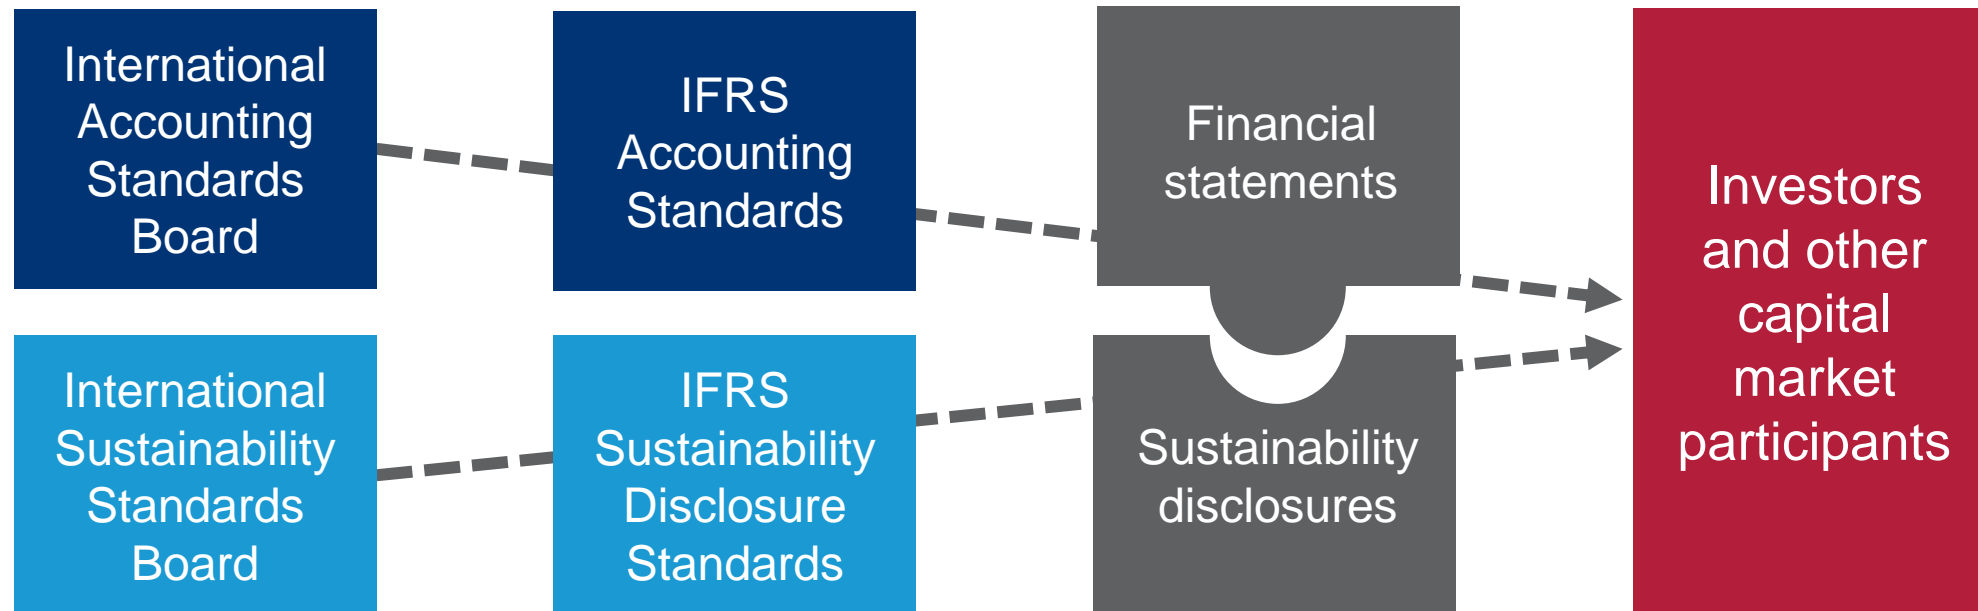 International
Accounting
Standards
Board
IFRS
Accounting
Standards
Financial
statements
Investors
and other
capital
market
participants
International
Sustainability
Standards
Board
IFRS
Sustainability
Disclosure
Standards
Sustainability
disclosures